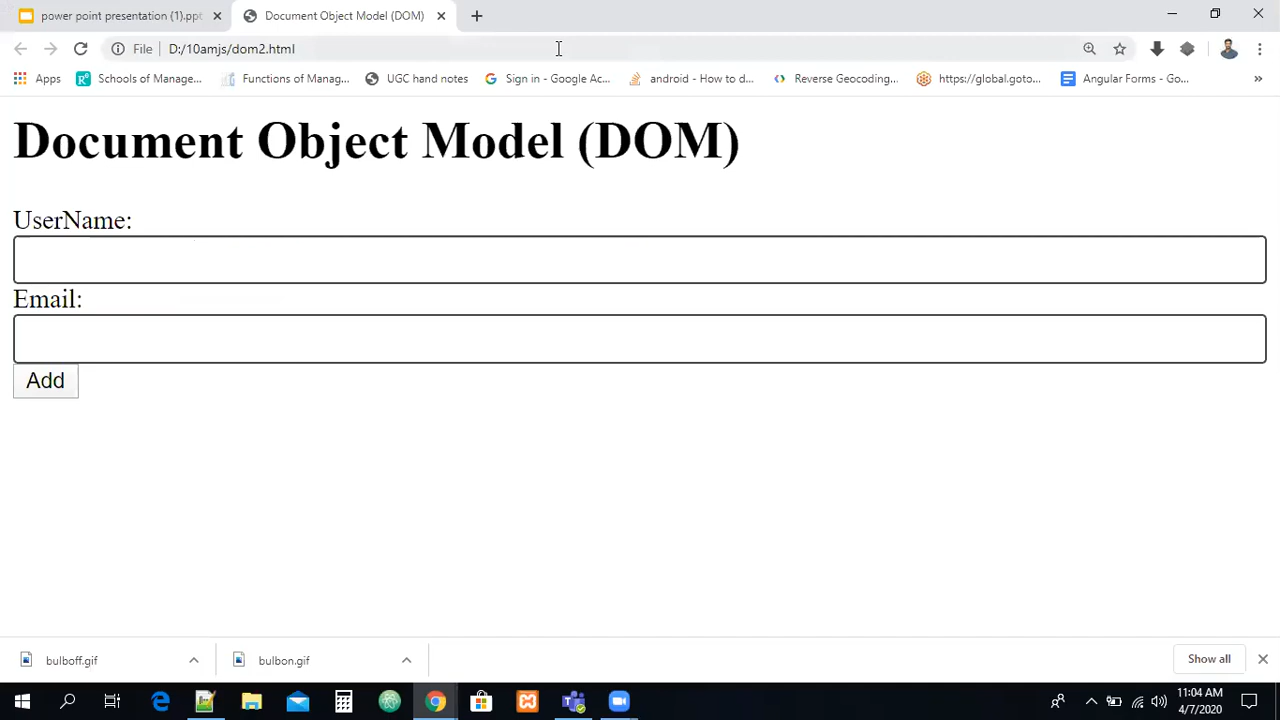 power point presentation (1).ppt
Document Object Model (DOM)
File
D:/10amjs/dom2.html
Apps
Schools of Manage...
Functions of Manag...
UGC hand notes
Sign in - Google Ac...
android - How to d...
Reverse Geocoding...
https://global.goto...
Angular Forms - Go...
»
Document Object Model (DOM)
UserName:
Email:
Add
bulboff.gif
bulbon.gif
Show all
11:04 AM
4/7/2020